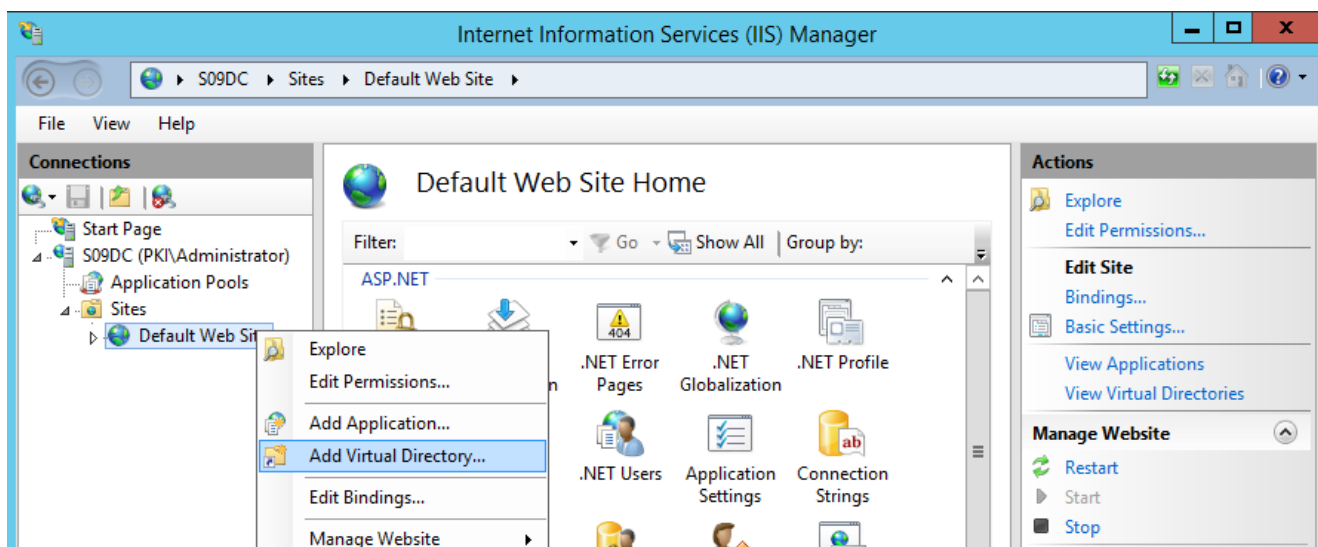 Internet Information Services (IIS) Manager
S09DC Sites Default Web Site
File View Help
Connections
Start Page
S09DC (PKI\Administrator)
Application Pools
Sites
Default Web Sit
Explore
Edit Permissions...
Add Application...
Add Virtual Directory...
Edit Bindings...
Manage Website
Default Web Site Home
Filter: Go Show All Group by:
ASP.NET
404
.NET Error Pages
.NET Globalization
.NET Profile
ab
.NET Users
Application Settings
Connection Strings
Actions
Explore
Edit Permissions...
Edit Site
Bindings...
Basic Settings...
View Applications
View Virtual Directories
Manage Website
Restart
Start
Stop